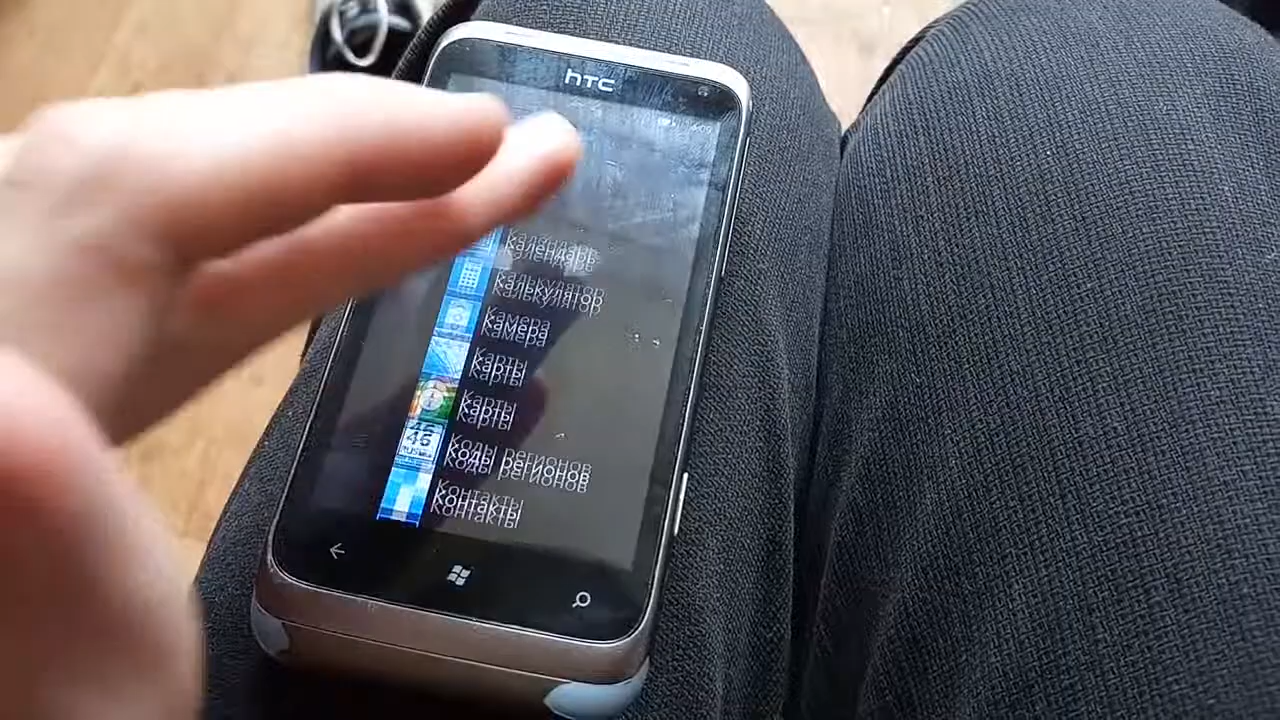 hTC
Календарь
Калькулятор
Камера
Карты
Карты
46
Коды регионов
Контакты